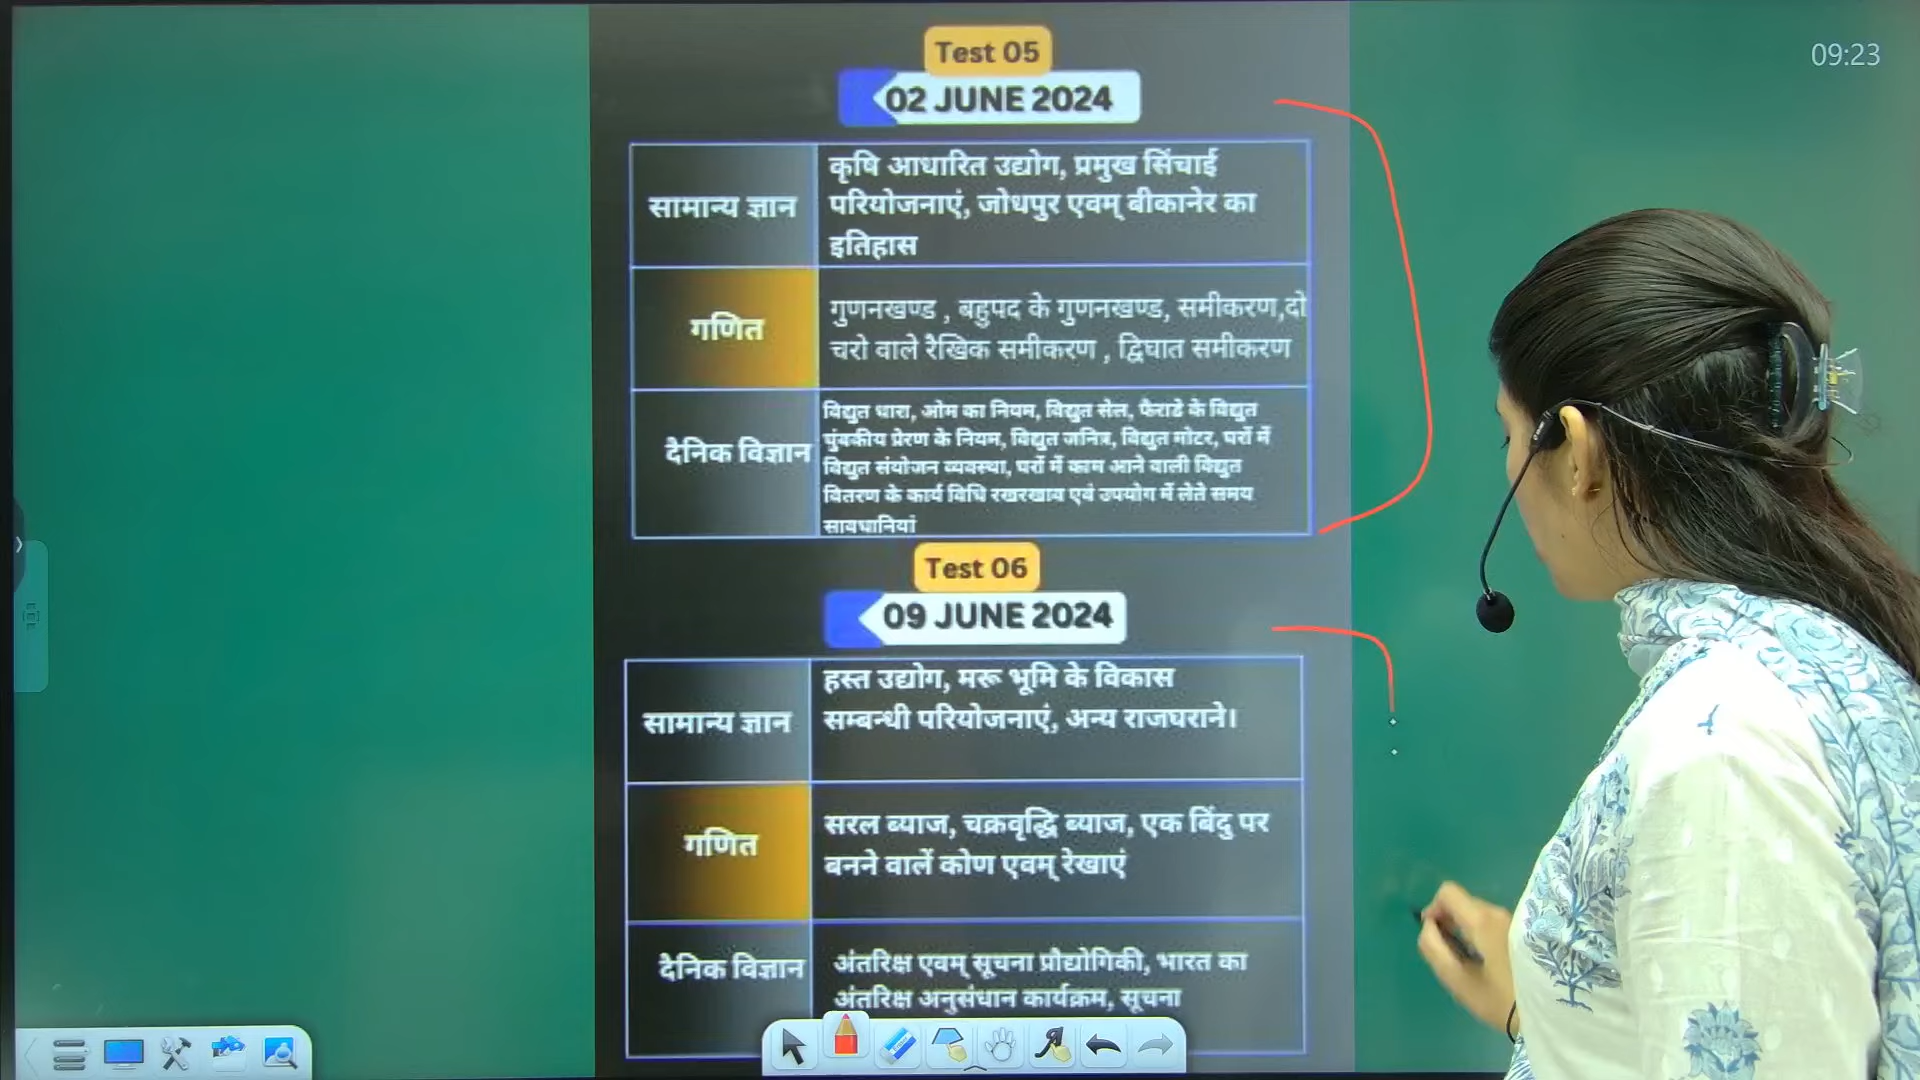 09:23
Test 05
02 JUNE 2024
सामान्य ज्ञान
कृषि आधारित उद्योग, प्रमुख सिंचाई
परियोजनाएं, जोधपुर एवम् बीकानेर का
इतिहास
गणित
गुणनखण्ड , बहुपद के गुणनखण्ड, समीकरण,दो
चरो वाले रैखिक समीकरण , द्विघात समीकरण
दैनिक विज्ञान
विद्युत धारा, ओम का नियम, विद्युत सेल, फैराडे के विद्युत
चुंबकीय प्रेरण के नियम, विद्युत जनित्र, विद्युत मोटर, घरों में
विद्युत संयोजन व्यवस्था, घरों में काम आने वाली विद्युत
वितरण के कार्य विधि रखरखाव एवं उपयोग में लेते समय
सावधानियां
Test 06
09 JUNE 2024
सामान्य ज्ञान
हस्त उद्योग, मरू भूमि के विकास
सम्बन्धी परियोजनाएं, अन्य राजघराने।
गणित
सरल ब्याज, चक्रवृद्धि ब्याज, एक बिंदु पर
बनने वालें कोण एवम् रेखाएं
दैनिक विज्ञान
अंतरिक्ष एवम् सूचना प्रौद्योगिकी, भारत का
अंतरिक्ष अनुसंधान कार्यक्रम, सूचना